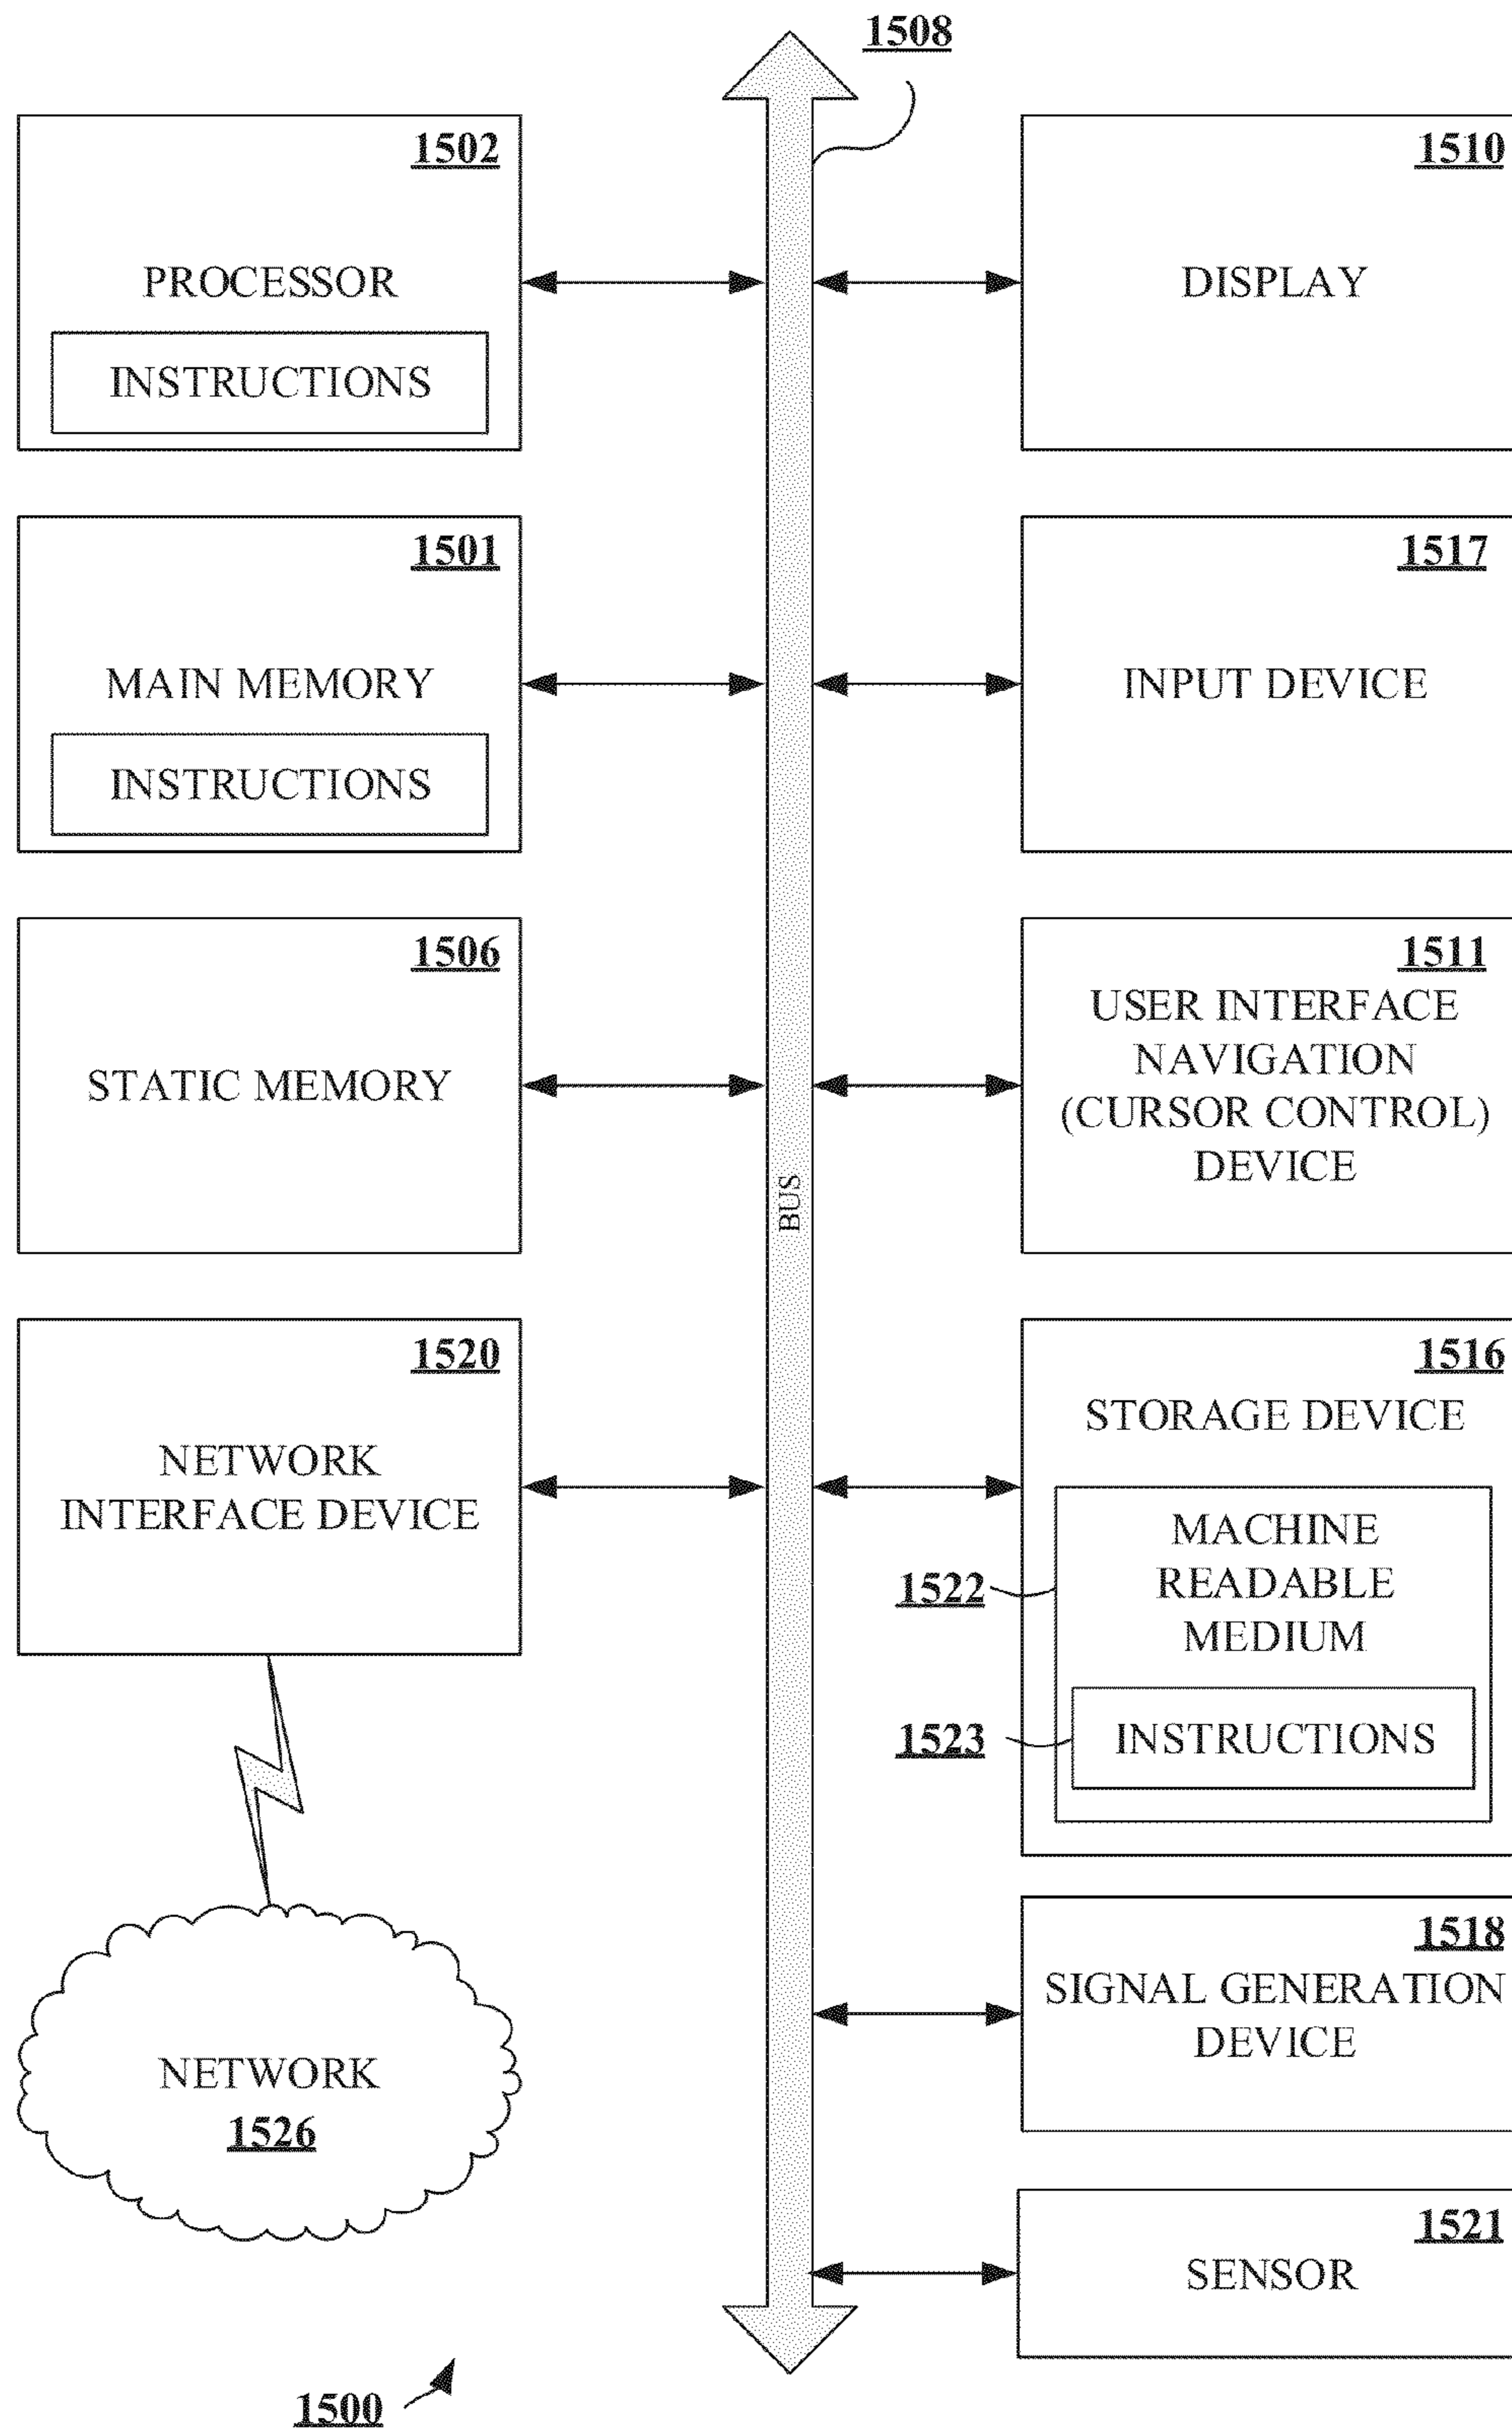 1508
1502
PROCESSOR
INSTRUCTIONS
1510
DISPLAY
1501
MAIN MEMORY
INSTRUCTIONS
1517
INPUT DEVICE
1506
STATIC MEMORY
1511
USER INTERFACE
NAVIGATION
(CURSOR CONTROL)
DEVICE
BUS
1520
NETWORK
INTERFACE DEVICE
1516
STORAGE DEVICE
MACHINE
READABLE
MEDIUM
1522
INSTRUCTIONS
1523
1518
SIGNAL GENERATION
DEVICE
NETWORK
1526
1521
SENSOR
1500